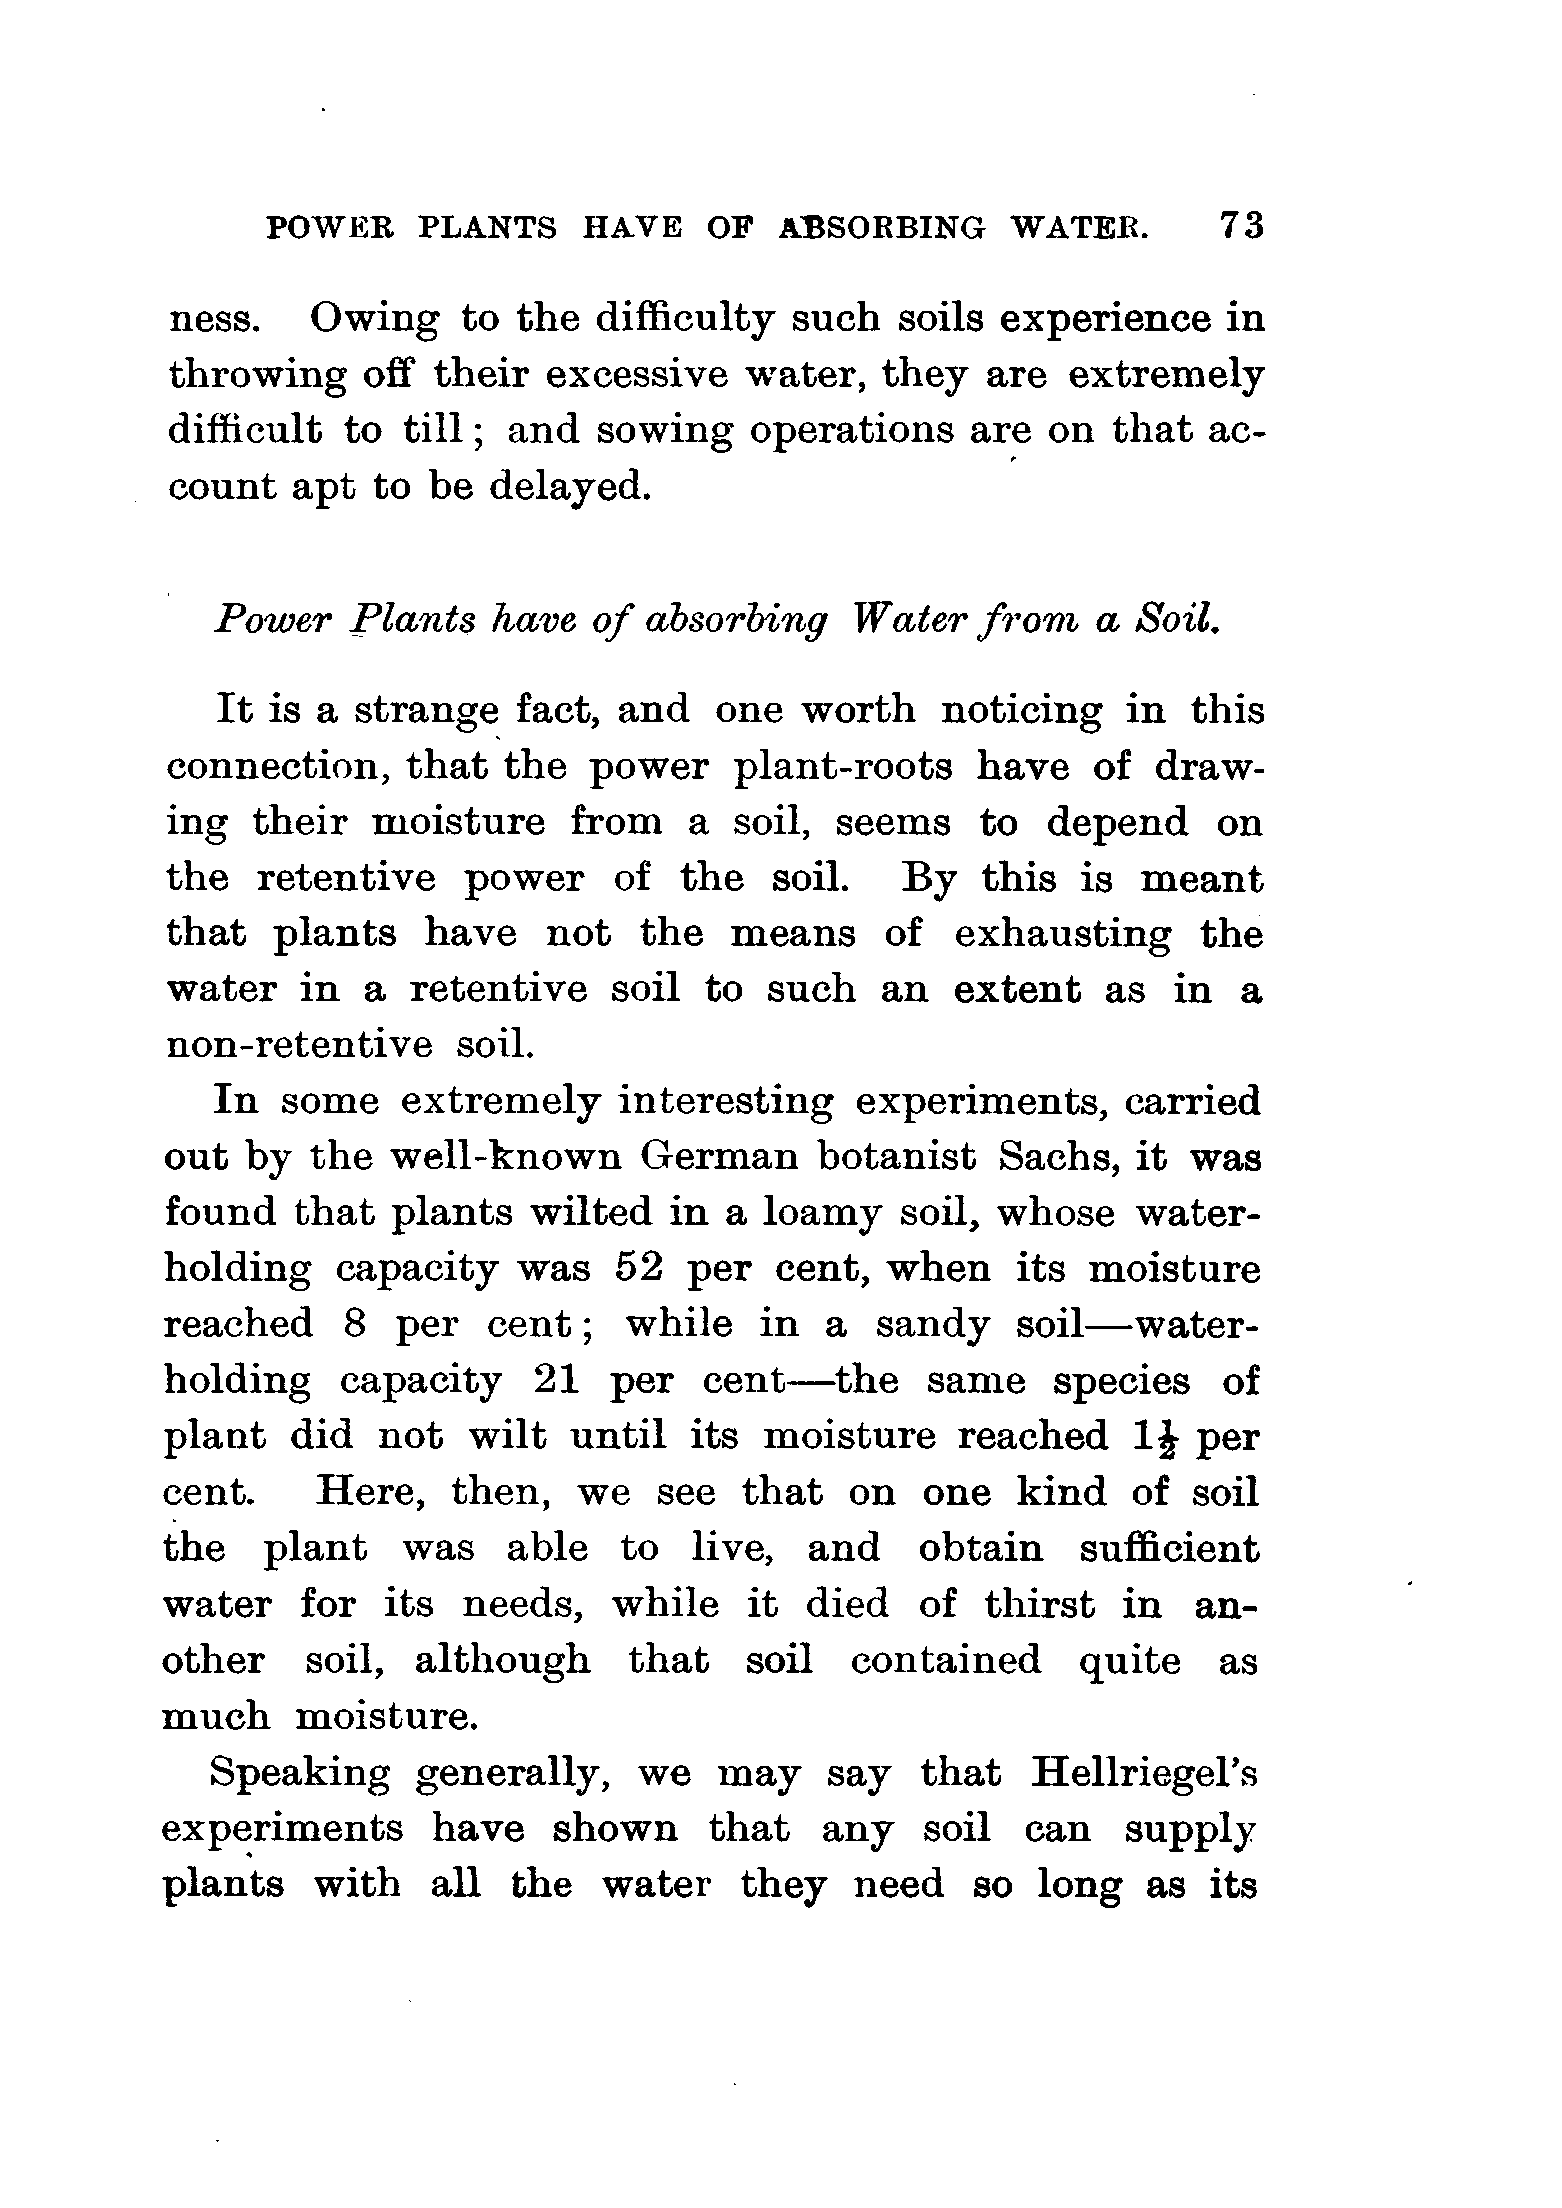 POWER PLANTS HAVE OF ABSORBING WATER. 73
ness. Owing to the difficulty such soils experience in
throwing off their excessive water, they are extremely
difficult to till; and sowing operations are on that ac-
count apt to be delayed.
Power Plants have of absorbing Water from a Soil.
It is a strange fact, and one worth noticing in this
connection, that the power plant-roots have of draw-
ing their moisture from a soil, seems to depend on
the retentive power of the soil. By this is meant
that plants have not the means of exhausting the
water in a retentive soil to such an extent as in a
non-retentive soil.
In some extremely interesting experiments, carried
out by the well-known German botanist Sachs, it was
found that plants wilted in a loamy soil, whose water-
holding capacity was 52 per cent, when its moisture
reached 8 per cent; while in a sandy soil—water-
holding capacity 21 per cent—the same species of
plant did not wilt until its moisture reached 1½ per
cent. Here, then, we see that on one kind of soil
the plant was able to live, and obtain sufficient
water for its needs, while it died of thirst in an-
other soil, although that soil contained quite as
much moisture.
Speaking generally, we may say that Hellriegel's
experiments have shown that any soil can supply
plants with all the water they need so long as its